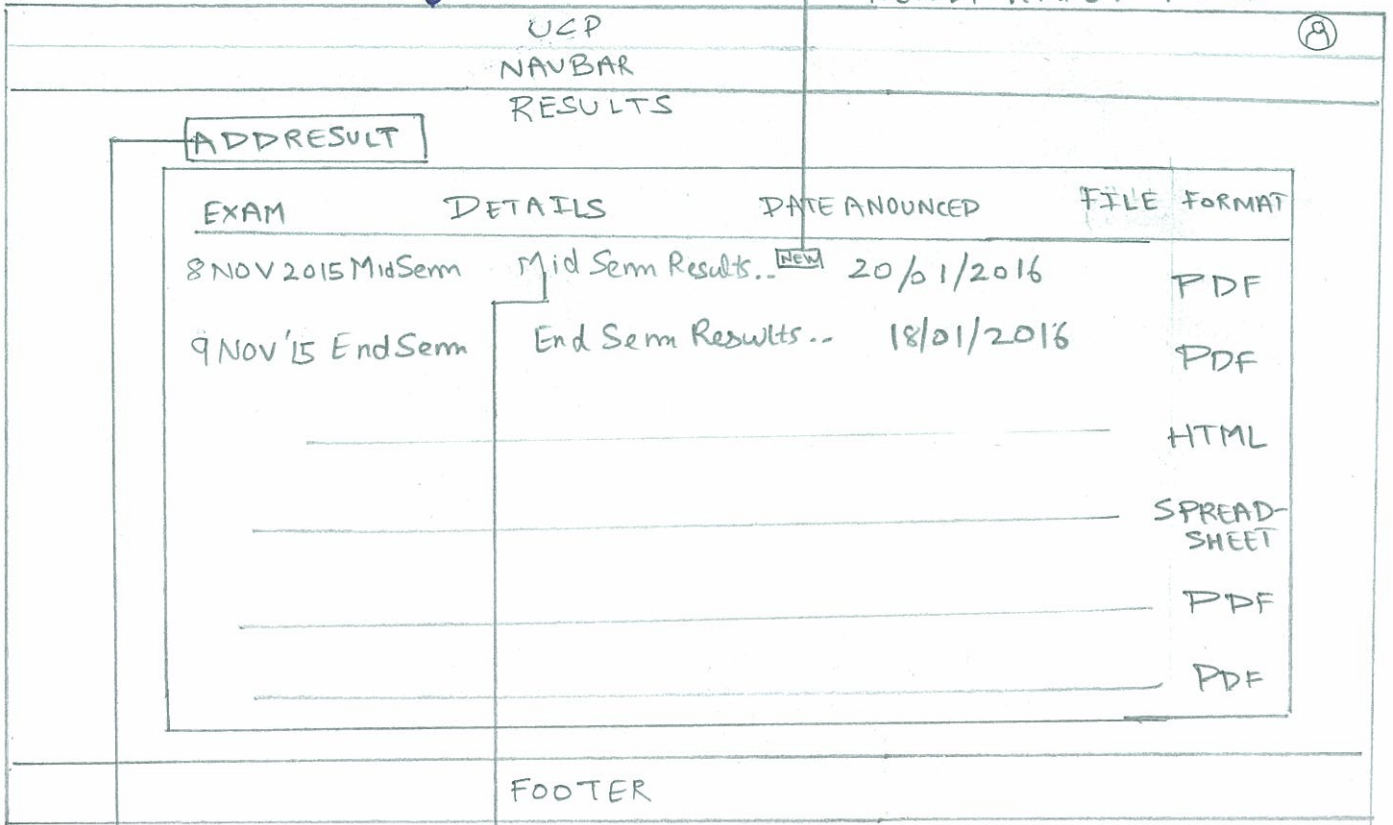 UCP
NAVBAR
RESULTS
ADDRESULT
EXAM DETAILS DATE ANOUNCED FILE FORMAT
8 NOV 2015 MidSem Mid Sem Results.. NEW 20/01/2016 PDF
9 NOV '15 End Sem End Sem Results.. 18/01/2016 PDF
HTML
SPREAD-
SHEET
PDF
PDF
FOOTER